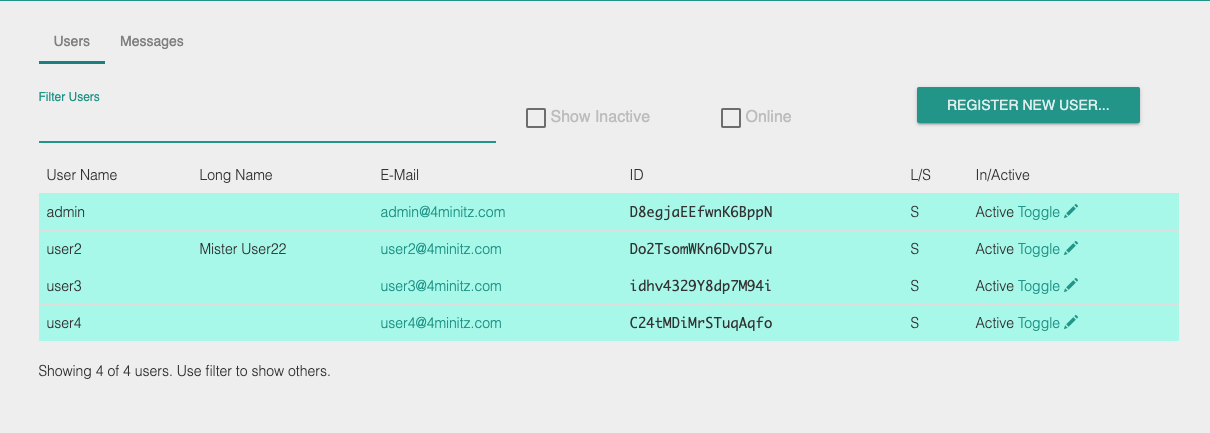 Users Messages
Filter Users
Show Inactive Online REGISTER NEW USER...
User Name Long Name E-Mail ID L/S In/Active
admin admin@4minitz.com D8egjaEEfwnK6BppN S Active Toggle
user2 Mister User22 user2@4minitz.com Do2TsomWKn6DvDS7u S Active Toggle
user3 user3@4minitz.com idhv4329Y8dp7M94i S Active Toggle
user4 user4@4minitz.com C24tMDiMrSTuqAqfo S Active Toggle
Showing 4 of 4 users. Use filter to show others.